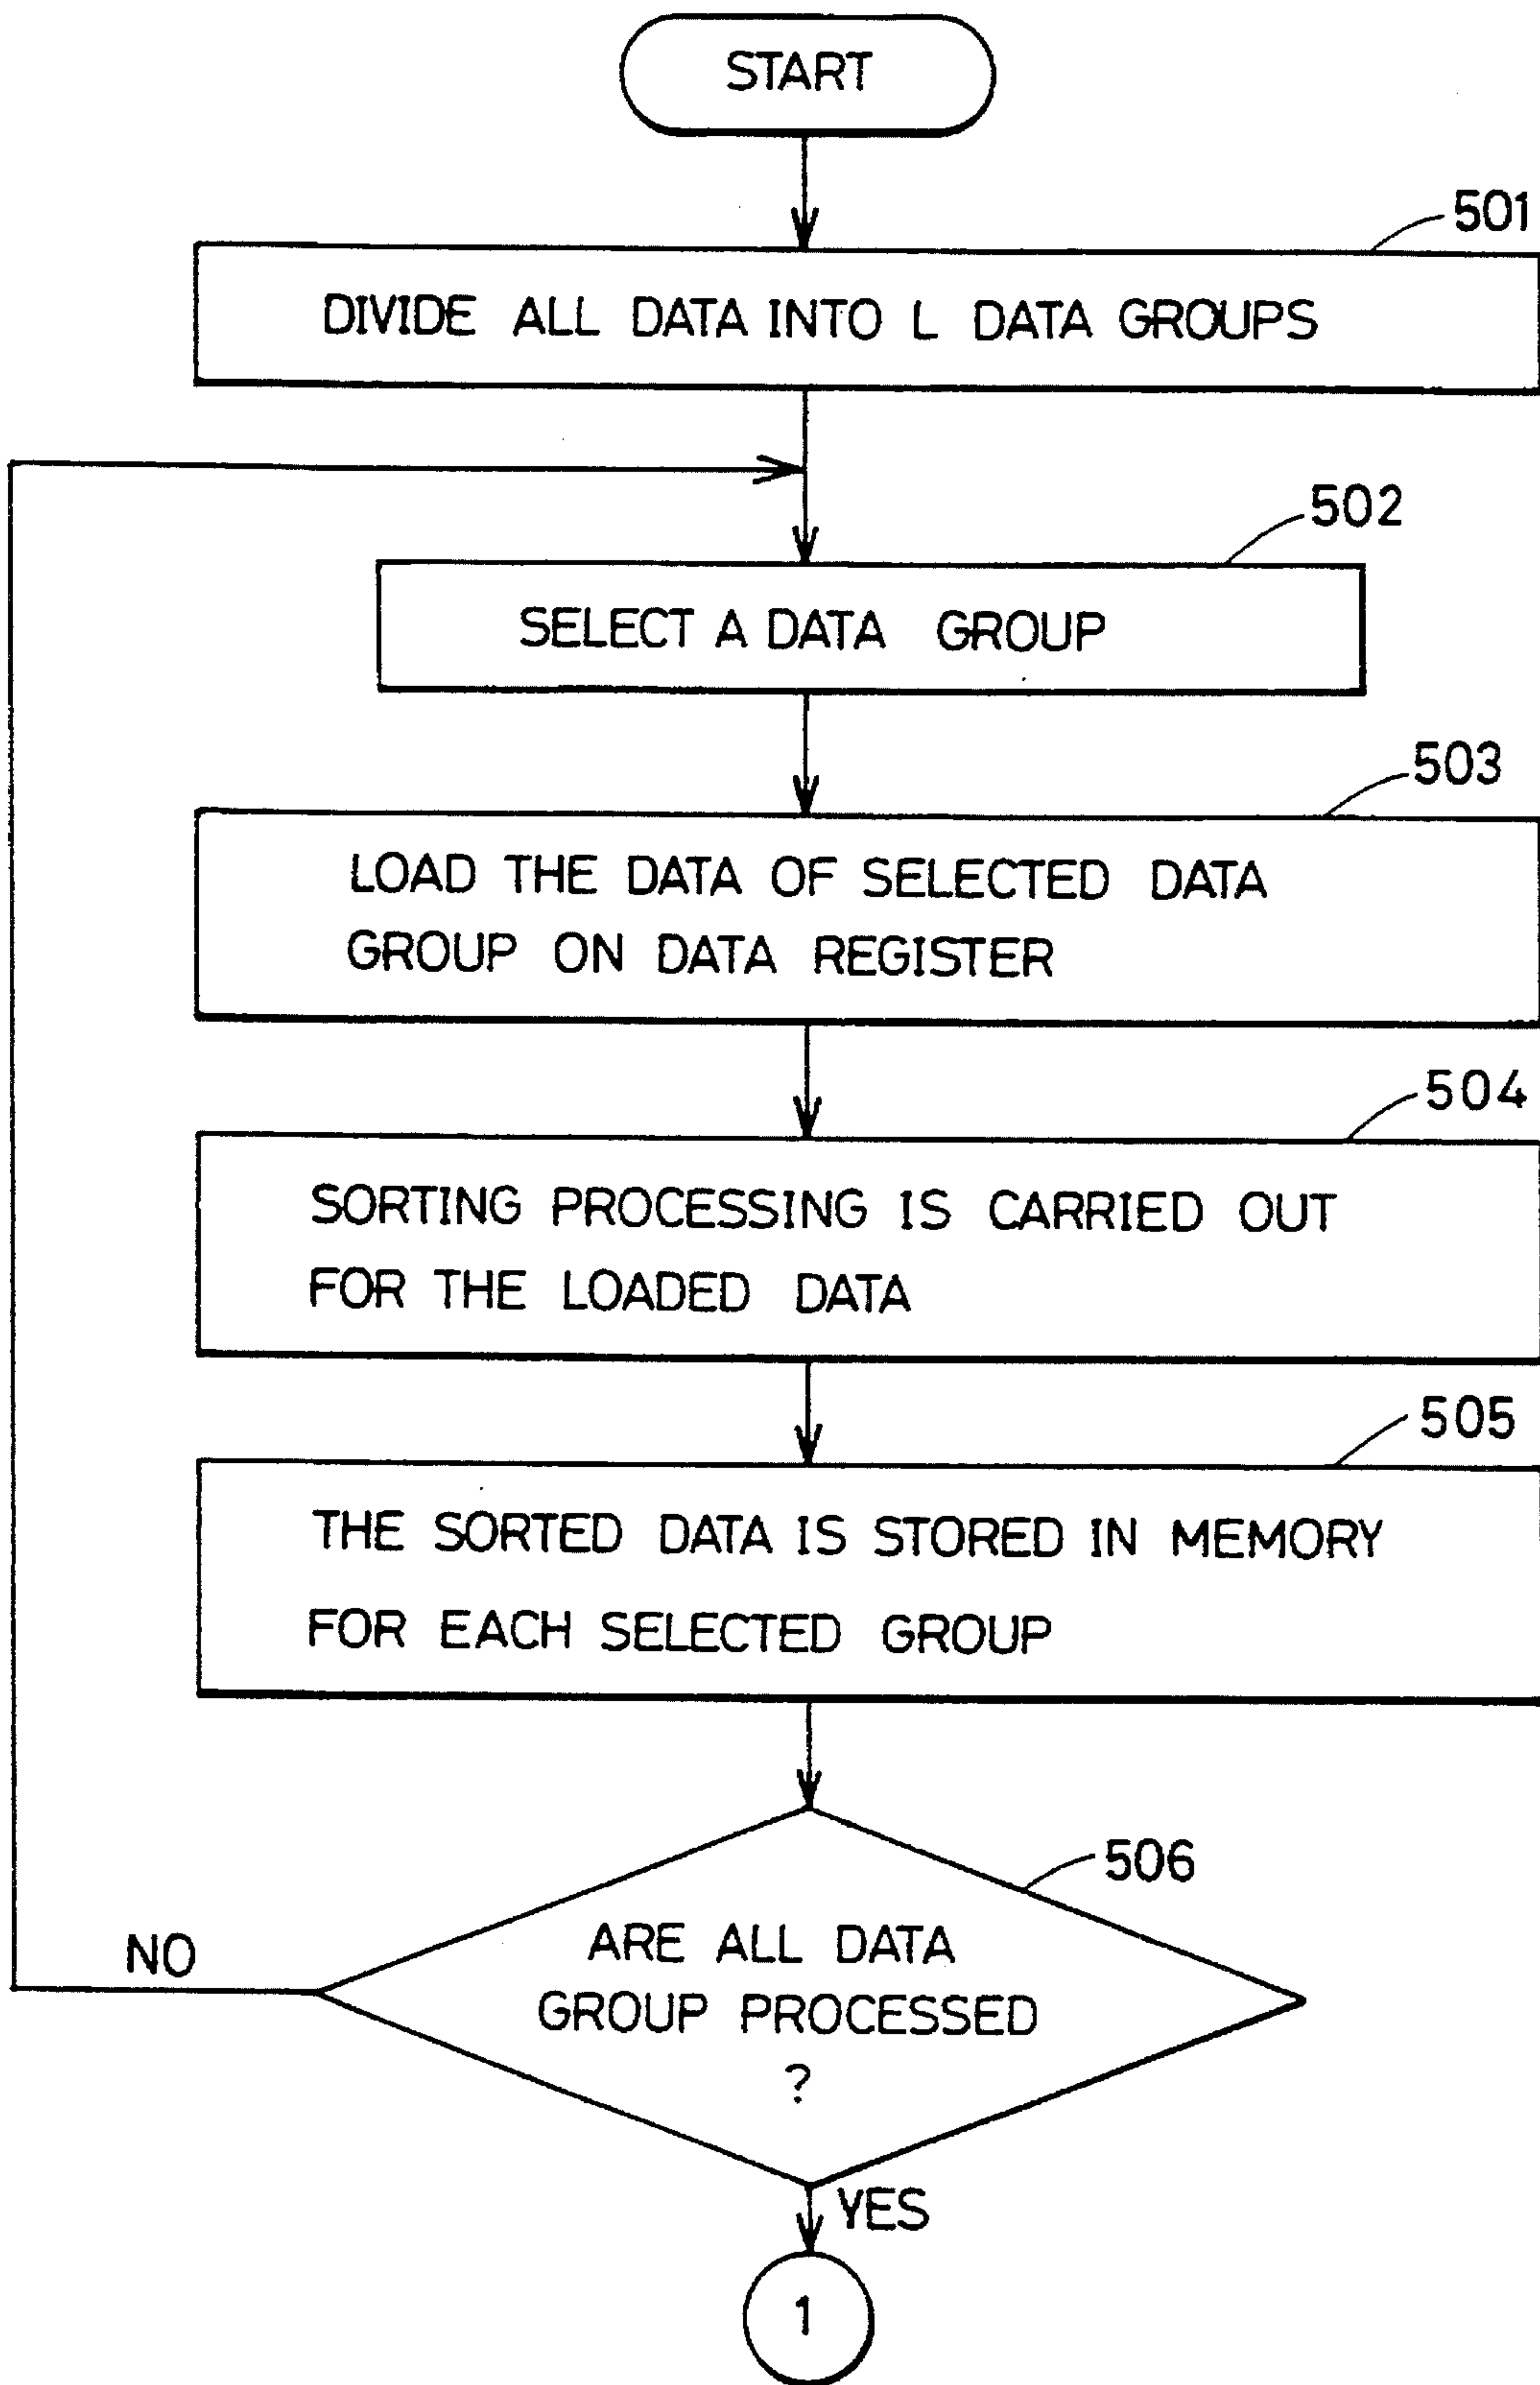 START
501
DIVIDE ALL DATA INTO L DATA GROUPS
502
SELECT A DATA GROUP
503
LOAD THE DATA OF SELECTED DATA
GROUP ON DATA REGISTER
504
SORTING PROCESSING IS CARRIED OUT
FOR THE LOADED DATA
505
THE SORTED DATA IS STORED IN MEMORY
FOR EACH SELECTED GROUP
506
ARE ALL DATA
GROUP PROCESSED
?
NO
YES
1